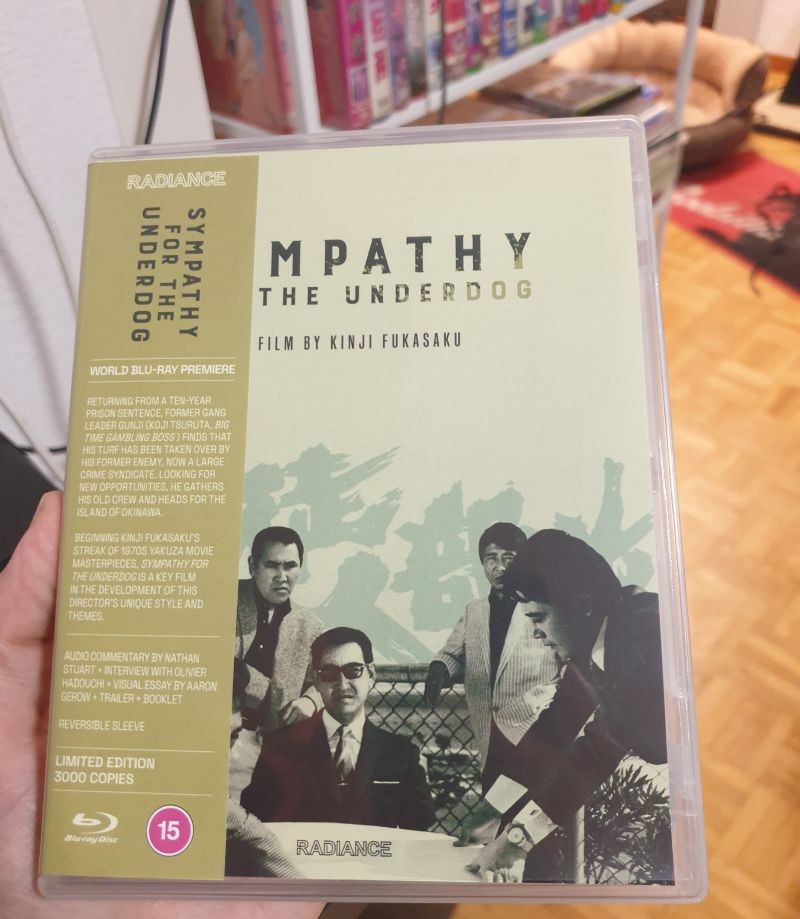 RADIANCE
SYMPATHY
FOR THE
UNDERDOG
WORLD BLU-RAY PREMIERE
RETURNING FROM A TEN-YEAR
PRISON SENTENCE, FORMER GANG
LEADER GUNJI (KOJI TSURUTA, BIG
TIME GAMBLING BOSS) FINDS THAT
HIS TURF HAS BEEN TAKEN OVER BY
HIS FORMER ENEMY, NOW A LARGE
CRIME SYNDICATE. LOOKING FOR
NEW OPPORTUNITIES, HE GATHERS
HIS OLD CREW AND HEADS FOR THE
ISLAND OF OKINAWA.
BEGINNING KINJI FUKASAKU'S
STREAK OF 1970S YAKUZA MOVIE
MASTERPIECES, SYMPATHY FOR
THE UNDERDOG IS A KEY FILM
IN THE DEVELOPMENT OF THIS
DIRECTOR'S UNIQUE STYLE AND
THEMES.
AUDIO COMMENTARY BY NATHAN
STUART + INTERVIEW WITH OLIVIER
HADOUCHI + VISUAL ESSAY BY AARON
GEROW + TRAILER + BOOKLET
REVERSIBLE SLEEVE
LIMITED EDITION
3000 COPIES
Blu-ray Disc
15
MPATHY
THE UNDERDOG
FILM BY KINJI FUKASAKU
RADIANCE